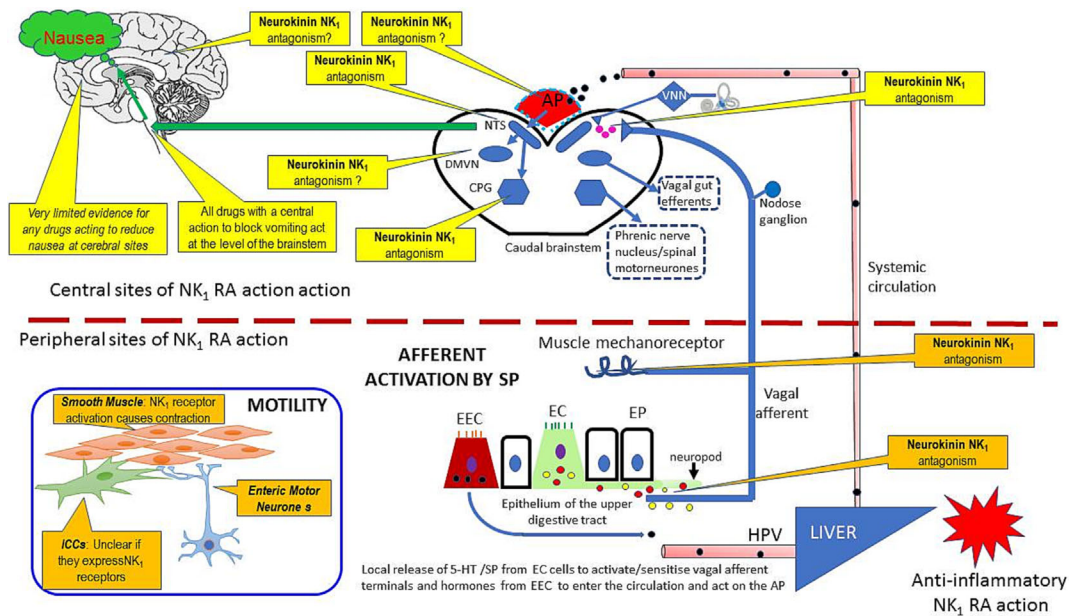 Nausea
Neurokinin NK1
antagonism?
Neurokinin NK1
antagonism ?
Neurokinin NK1
antagonism
AP
VNN
Neurokinin NK1
antagonism
NTS
DMVN
CPG
Neurokinin NK1
antagonism ?
Neurokinin NK1
antagonism
Very limited evidence for
any drugs acting to reduce
nausea at cerebral sites
All drugs with a central
action to block vomiting act
at the level of the brainstem
Vagal gut
efferents
Nodose
ganglion
Caudal brainstem
Phrenic nerve
nucleus/spinal
motorneurones
Systemic
circulation
Central sites of NK1 RA action action
Peripheral sites of NK1 RA action
AFFERENT
ACTIVATION BY SP
Muscle mechanoreceptor
Neurokinin NK1
antagonism
Vagal
afferent
Smooth Muscle: NK1 receptor
activation causes contraction
MOTILITY
Enteric Motor
Neurone s
ICCs: Unclear if
they expressNK1
receptors
EEC
EC
EP
neuropod
Neurokinin NK1
antagonism
Epithelium of the upper
digestive tract
HPV
LIVER
Local release of 5-HT /SP from EC cells to activate/sensitise vagal afferent
terminals and hormones from EEC to enter the circulation and act on the AP
Anti-inflammatory
NK1 RA action